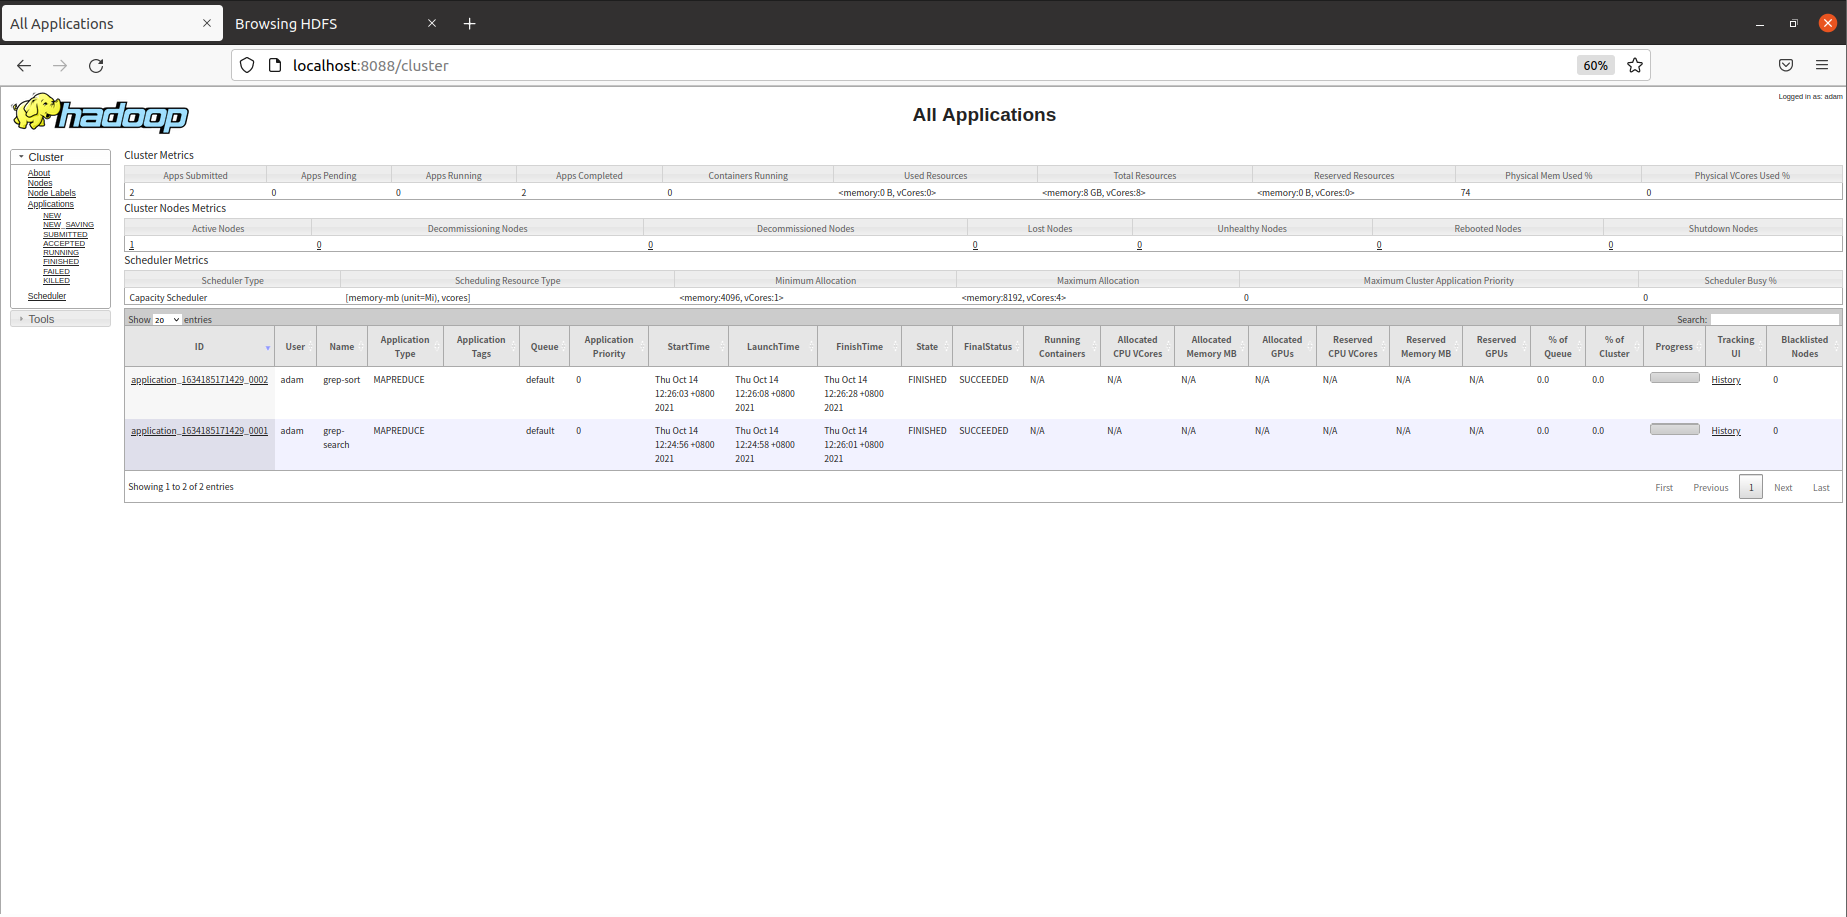 All Applications
Browsing HDFS
localhost:8088/cluster
60%
hadoop
All Applications
Logged in as: adam
Cluster
About
Nodes
Node Labels
Applications
NEW
NEW_SAVING
SUBMITTED
ACCEPTED
RUNNING
FINISHED
FAILED
KILLED
Scheduler
Tools
Cluster Metrics
Apps Submitted Apps Pending Apps Running Apps Completed Containers Running Used Resources Total Resources Reserved Resources Physical Mem Used % Physical VCores Used %
2 0 0 2 0 <memory:0 B, vCores:0> <memory:8 GB, vCores:8> <memory:0 B, vCores:0> 74 0
Cluster Nodes Metrics
Active Nodes Decommissioning Nodes Decommissioned Nodes Lost Nodes Unhealthy Nodes Rebooted Nodes Shutdown Nodes
1 0 0 0 0 0 0
Scheduler Metrics
Scheduler Type Scheduling Resource Type Minimum Allocation Maximum Allocation Maximum Cluster Application Priority Scheduler Busy %
Capacity Scheduler [memory-mb (unit=Mi), vcores] <memory:4096, vCores:1> <memory:8192, vCores:4> 0 0
Show 20 entries Search:
ID User Name Application Type Application Tags Queue Application Priority StartTime LaunchTime FinishTime State FinalStatus Running Containers Allocated CPU VCores Allocated Memory MB Allocated GPUs Reserved CPU VCores Reserved Memory MB Reserved GPUs % of Queue % of Cluster Progress Tracking UI Blacklisted Nodes
application_1634185171429_0002 adam grep-sort MAPREDUCE default 0 Thu Oct 14 Thu Oct 14 Thu Oct 14 FINISHED SUCCEEDED N/A N/A N/A N/A N/A N/A N/A 0.0 0.0 History 0
12:26:03 +0800 12:26:08 +0800 12:26:28 +0800
2021 2021 2021
application_1634185171429_0001 adam grep- MAPREDUCE default 0 Thu Oct 14 Thu Oct 14 Thu Oct 14 FINISHED SUCCEEDED N/A N/A N/A N/A N/A N/A N/A 0.0 0.0 History 0
search 12:24:56 +0800 12:24:58 +0800 12:26:01 +0800
2021 2021 2021
Showing 1 to 2 of 2 entries First Previous 1 Next Last